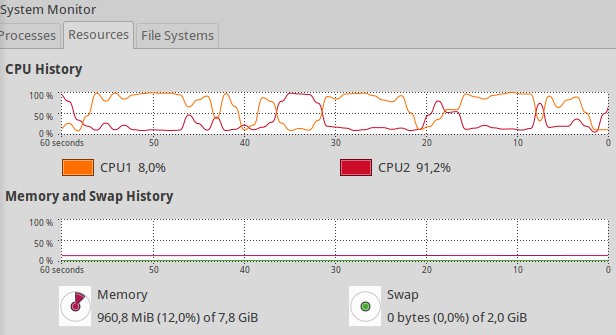 System Monitor
Processes Resources File Systems
CPU History
100 %
50 %
0 %
60 seconds 50 40 30 20 10 0
CPU1 8,0% CPU2 91,2%
Memory and Swap History
100 %
50 %
0 %
60 seconds 50 40 30 20 10 0
Memory Swap
960,8 MiB (12,0%) of 7,8 GiB 0 bytes (0,0%) of 2,0 GiB